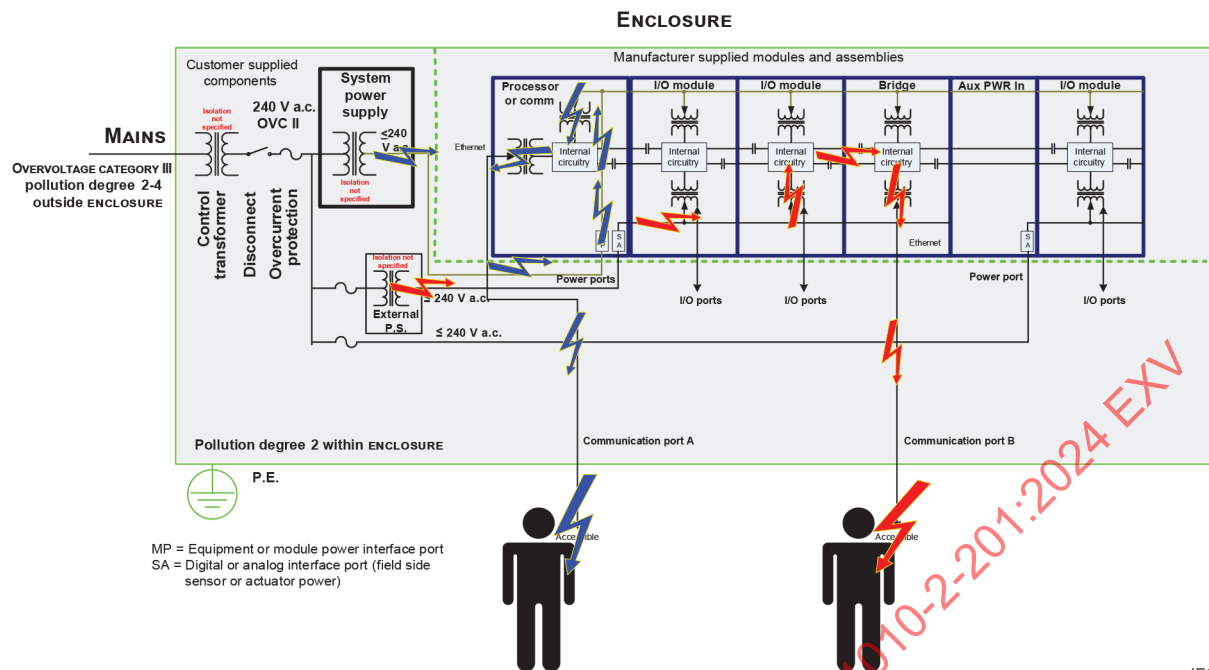 ENCLOSURE
Manufacturer supplied modules and assemblies
Customer supplied
components
System
power
supply
Processor
or comm
I/O module
I/O module
Bridge
Aux PWR In
I/O module
Isolation
not
specified
240 V a.c.
OVC II
≤240
V a.c.
Isolation
not
specified
MAINS
OVERVOLTAGE CATEGORY III
pollution degree 2-4
outside ENCLOSURE
Control
transformer
Disconnect
Overcurrent
protection
Ethernet
Internal
circuitry
Internal
circuitry
Internal
circuitry
Internal
circuitry
Internal
circuitry
S
A
Ethernet
S
A
Isolation not
specified
External
P.S.
Power ports
≤ 240 V a.c.
≤ 240 V a.c.
I/O ports
I/O ports
Power port
I/O ports
Pollution degree 2 within ENCLOSURE
Communication port A
Communication port B
P.E.
Accessible
Accessible
MP = Equipment or module power interface port
SA = Digital or analog interface port (field side
sensor or actuator power)
010-2-201:2024 EXV